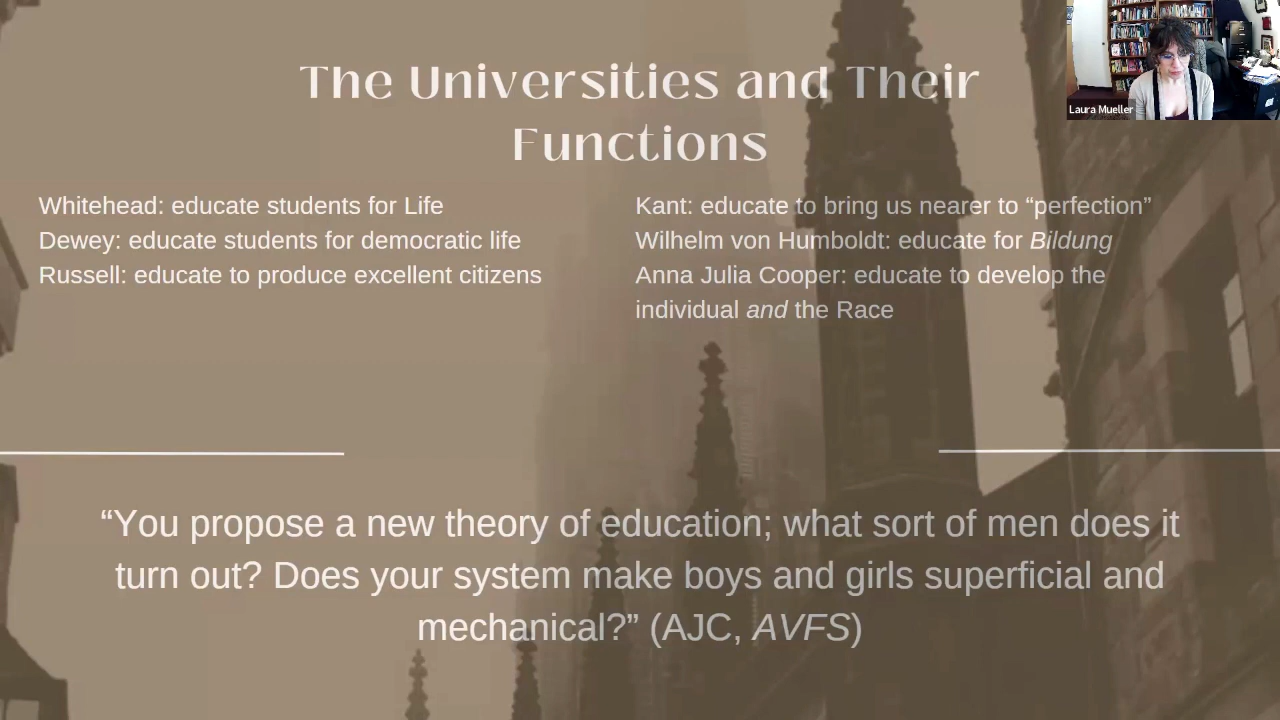 The Universities and Their
Functions
Laura Mueller
Whitehead: educate students for Life
Dewey: educate students for democratic life
Russell: educate to produce excellent citizens
Kant: educate to bring us nearer to “perfection”
Wilhelm von Humboldt: educate for Bildung
Anna Julia Cooper: educate to develop the
individual and the Race
“You propose a new theory of education; what sort of men does it
turn out? Does your system make boys and girls superficial and
mechanical?” (AJC, AVFS)